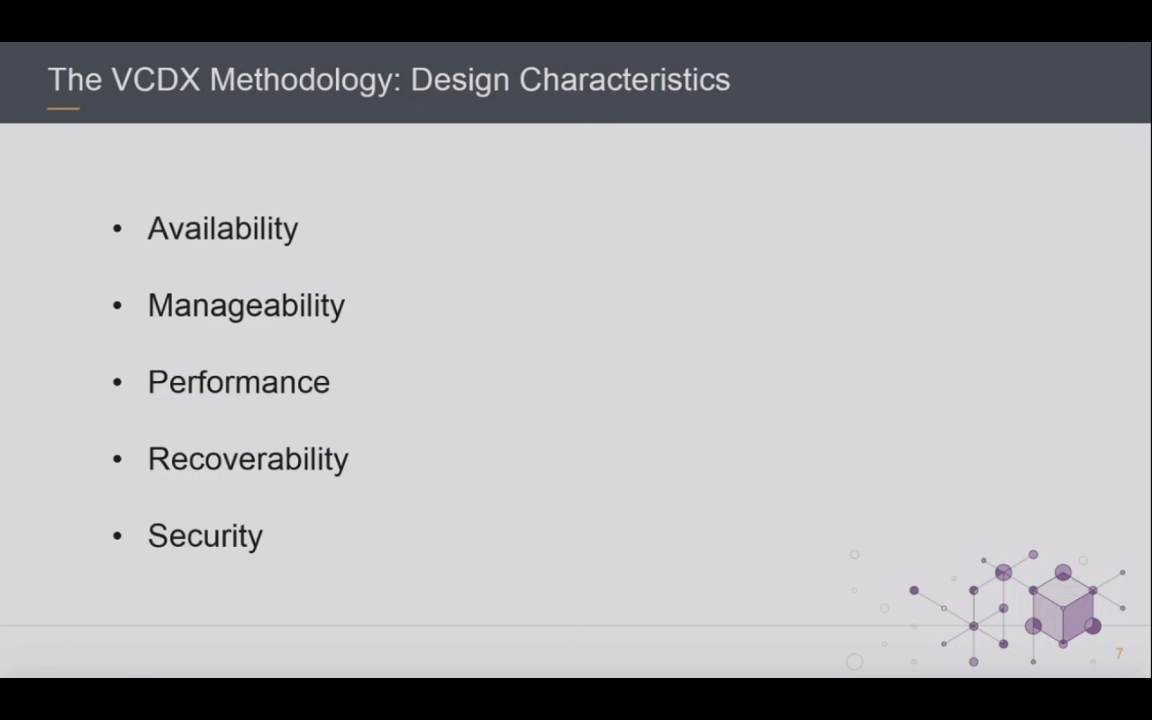 The VCDX Methodology: Design Characteristics
• Availability
• Manageability
• Performance
• Recoverability
• Security
7